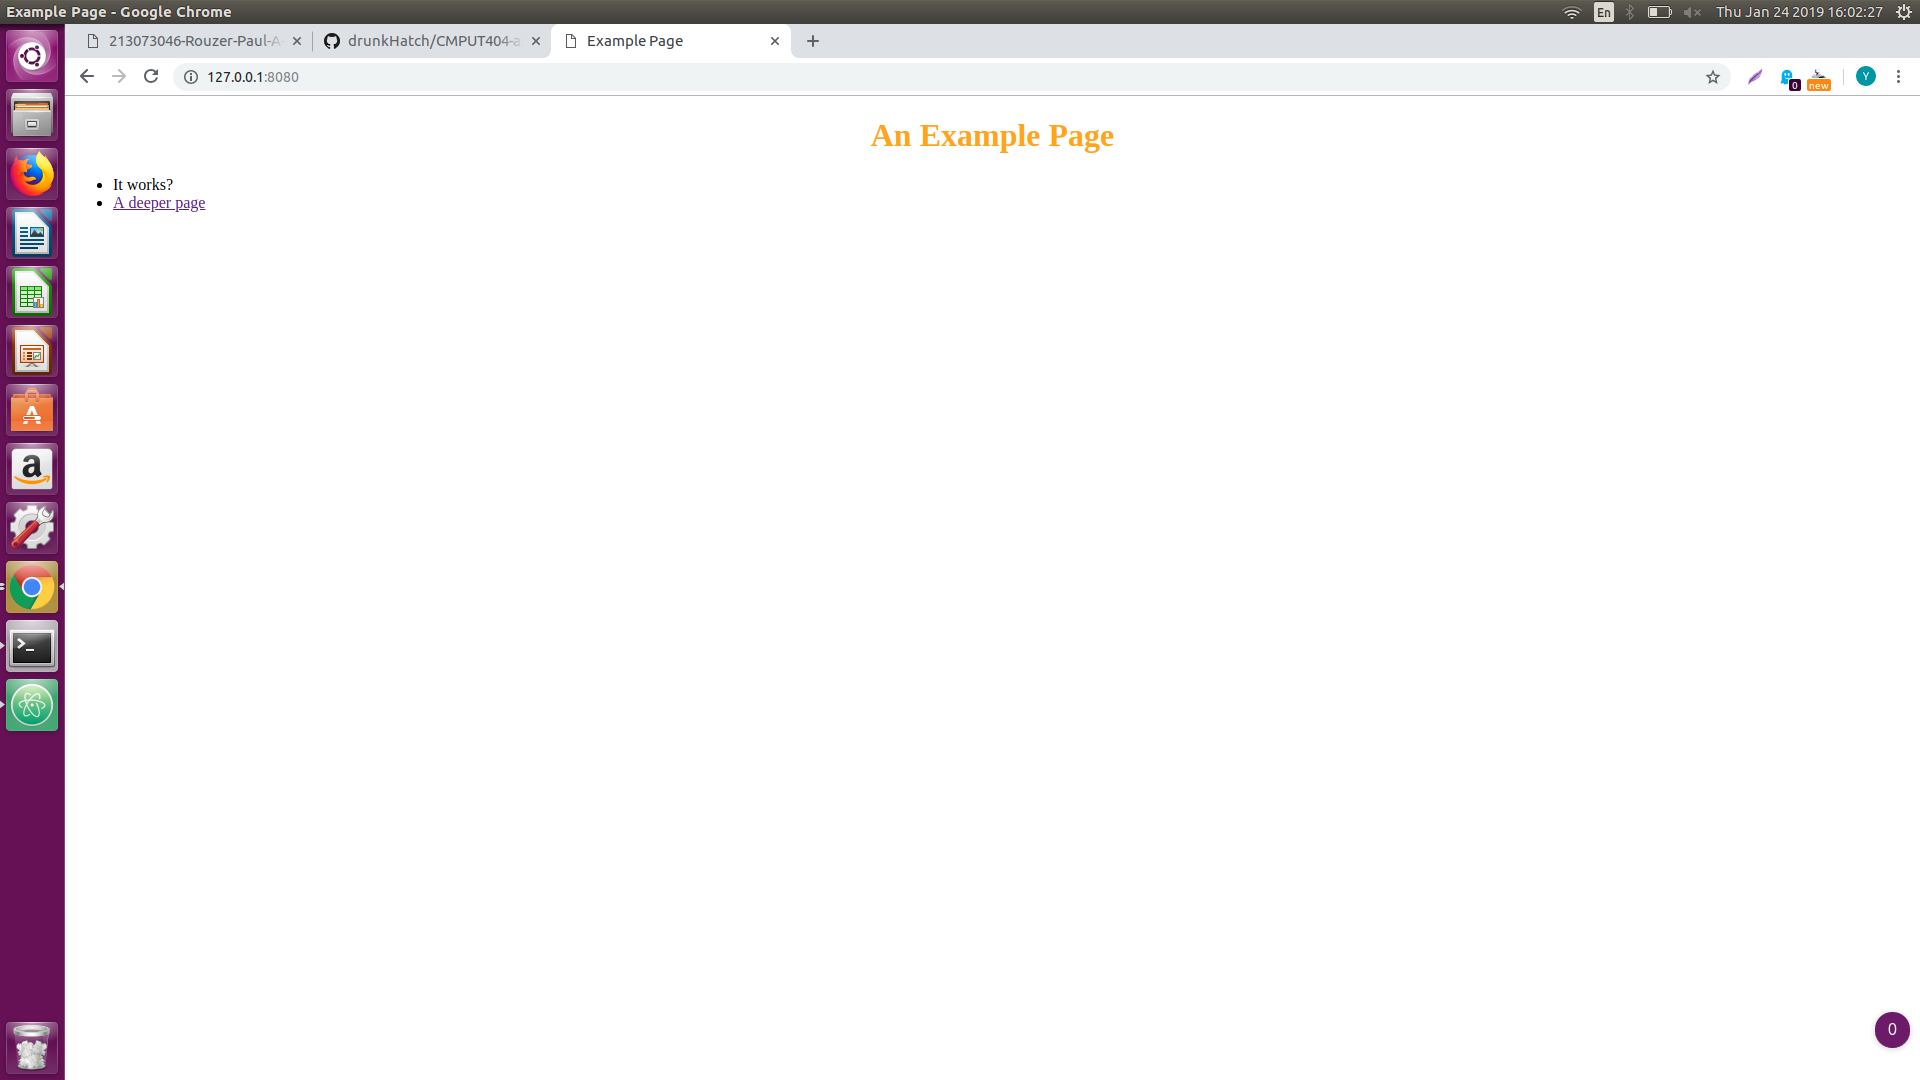 Example Page - Google Chrome
En
Thu Jan 24 2019 16:02:27
213073046-Rouzer-Paul-A
drunkHatch/CMPUT404-a
Example Page
127.0.0.1:8080
0
new
Y
An Example Page
It works?
A deeper page
0